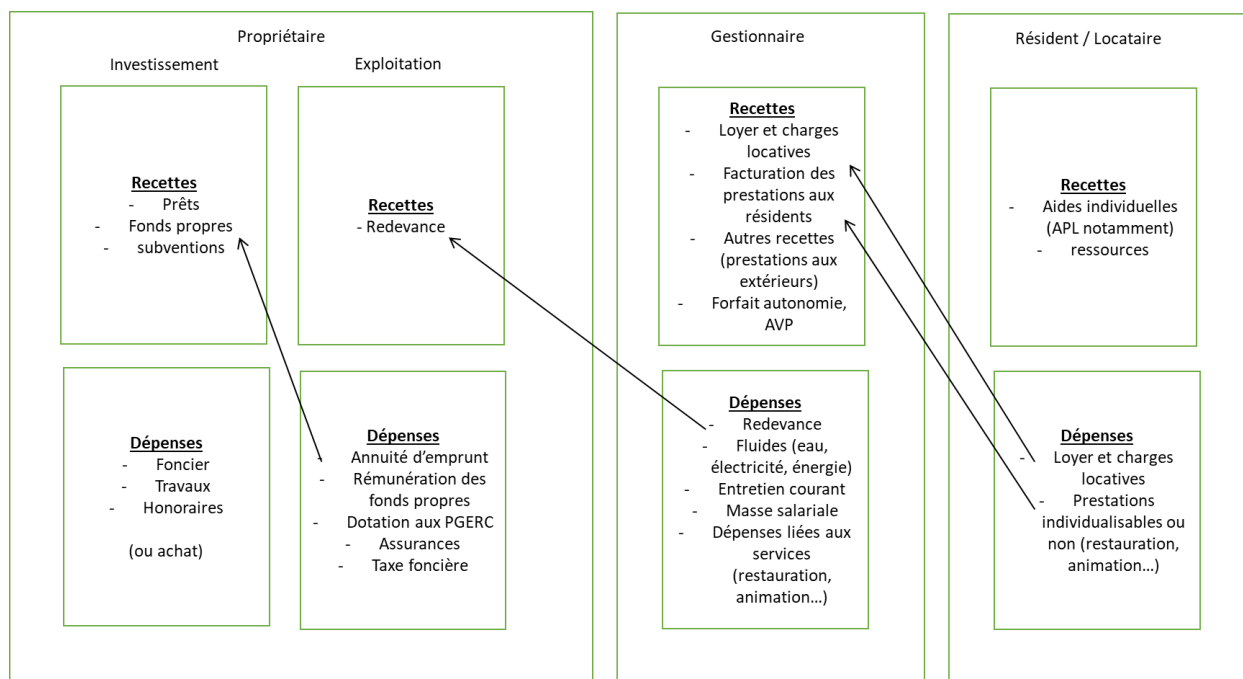 Propriétaire
Investissement
Exploitation
Recettes
- Prêts
- Fonds propres
- subventions
Recettes
- Redevance
Dépenses
- Foncier
- Travaux
- Honoraires
(ou achat)
Dépenses
- Annuité d’emprunt
- Rémunération des
fonds propres
- Dotation aux PGERC
- Assurances
- Taxe foncière
Gestionnaire
Recettes
- Loyer et charges
locatives
- Facturation des
prestations aux
résidents
- Autres recettes
(prestations aux
extérieurs)
- Forfait autonomie,
AVP
Dépenses
- Redevance
- Fluides (eau,
électricité, énergie)
- Entretien courant
- Masse salariale
- Dépenses liées aux
services
(restauration,
animation…)
Résident / Locataire
Recettes
- Aides individuelles
(APL notamment)
- ressources
Dépenses
- Loyer et charges
locatives
- Prestations
individualisables ou
non (restauration,
animation…)